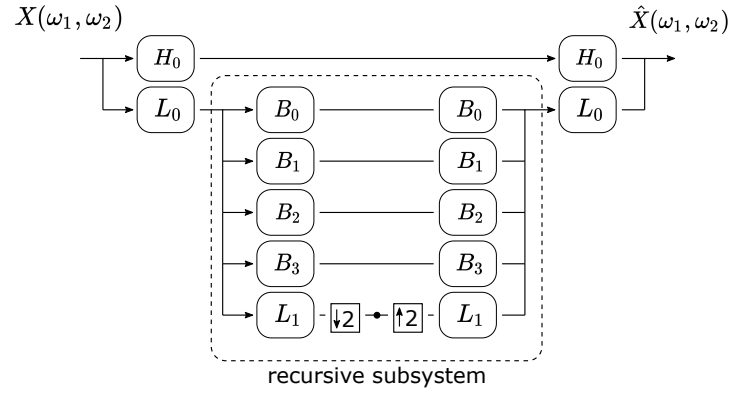 X(ω₁, ω₂) X̂(ω₁, ω₂)
H₀ H₀
L₀ B₀ B₀ L₀
B₁ B₁
B₂ B₂
B₃ B₃
L₁ ↓2 ↑2 L₁
recursive subsystem